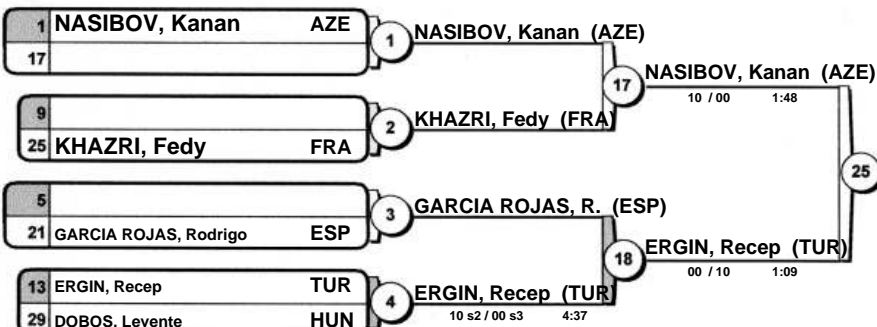 1 NASIBOV, Kanan AZE
17
1
NASIBOV, Kanan (AZE)
9
25 KHAZRI, Fedy FRA
2
KHAZRI, Fedy (FRA)
17
NASIBOV, Kanan (AZE)
10 / 00 1:48
5
21 GARCIA ROJAS, Rodrigo ESP
3
GARCIA ROJAS, R. (ESP)
13 ERGIN, Recep TUR
29 DOBOS, Levente HUN
4
ERGIN, Recep (TUR)
10 s2 / 00 s3 4:37
18
ERGIN, Recep (TUR)
00 / 10 1:09
25